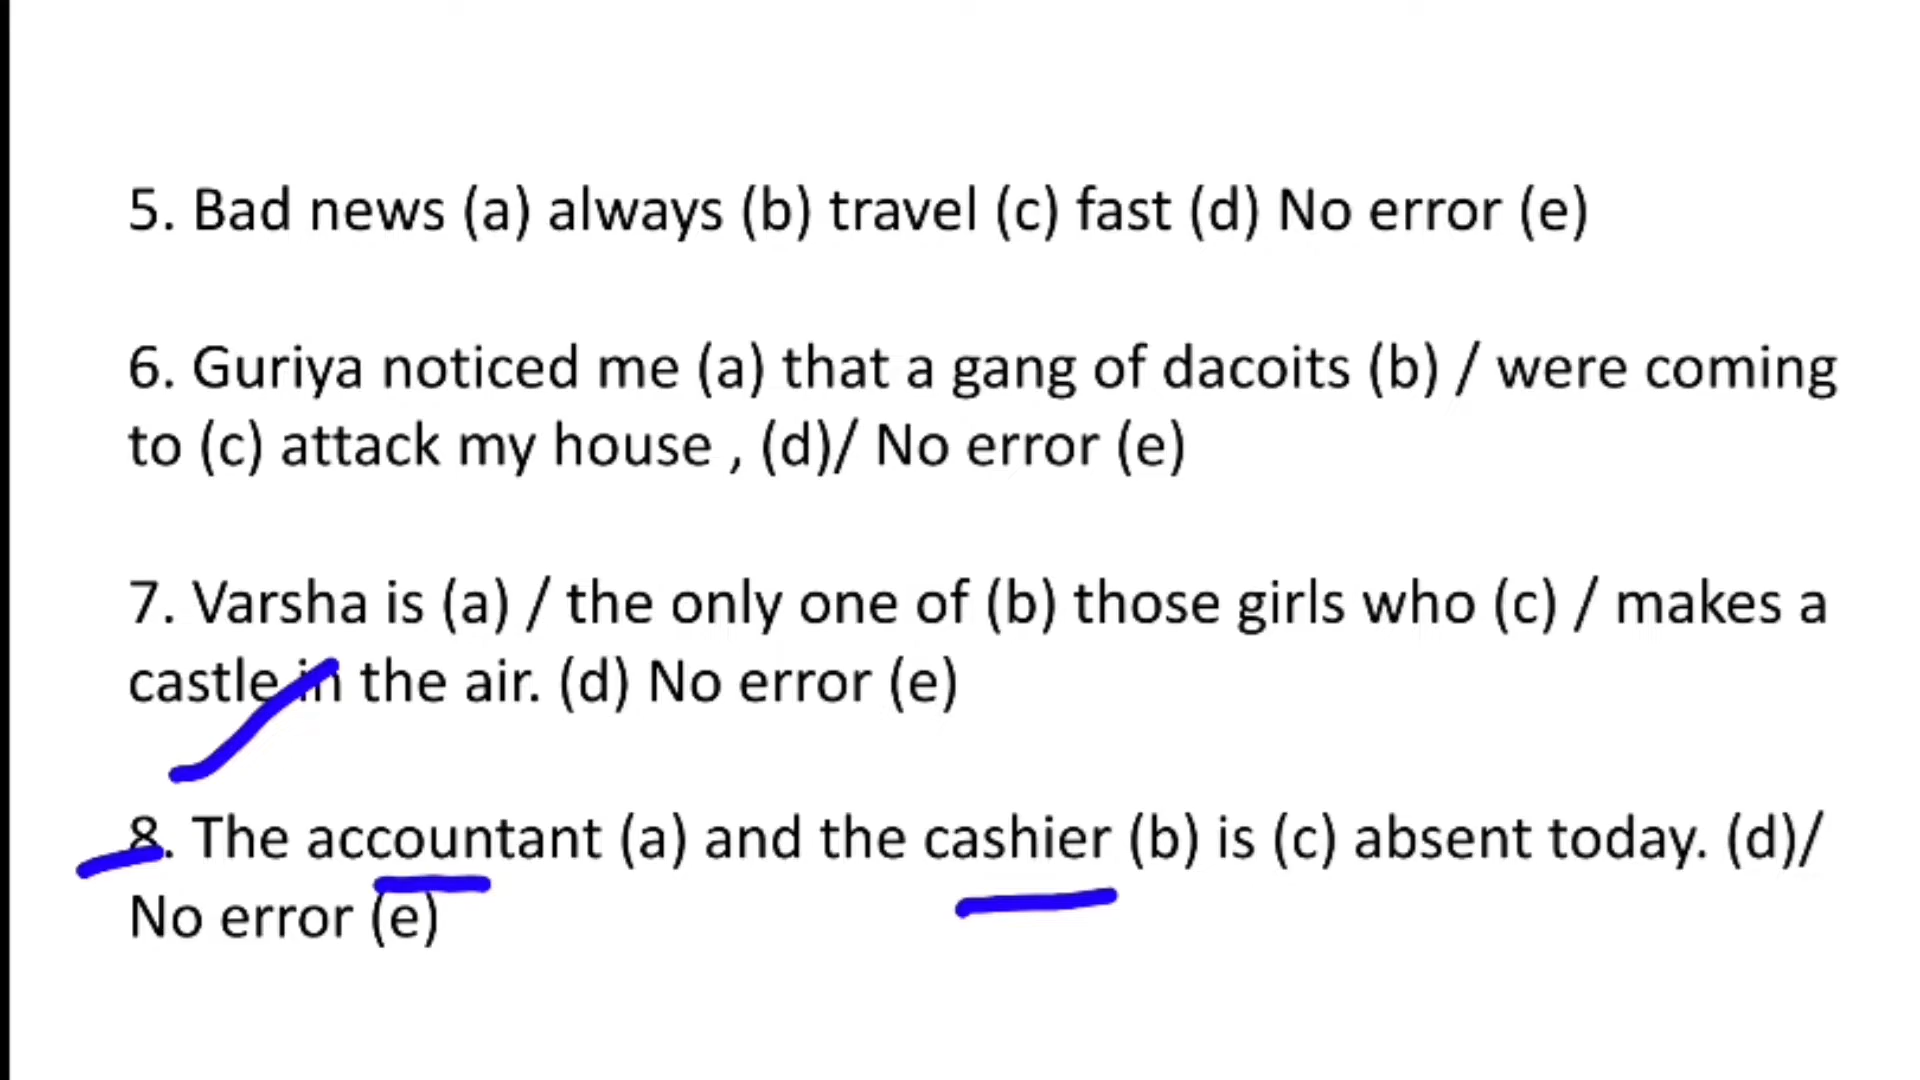 5. Bad news (a) always (b) travel (c) fast (d) No error (e)
6. Guriya noticed me (a) that a gang of dacoits (b) / were coming
to (c) attack my house , (d)/ No error (e)
7. Varsha is (a) / the only one of (b) those girls who (c) / makes a
castle in the air. (d) No error (e)
8. The accountant (a) and the cashier (b) is (c) absent today. (d)/
No error (e)